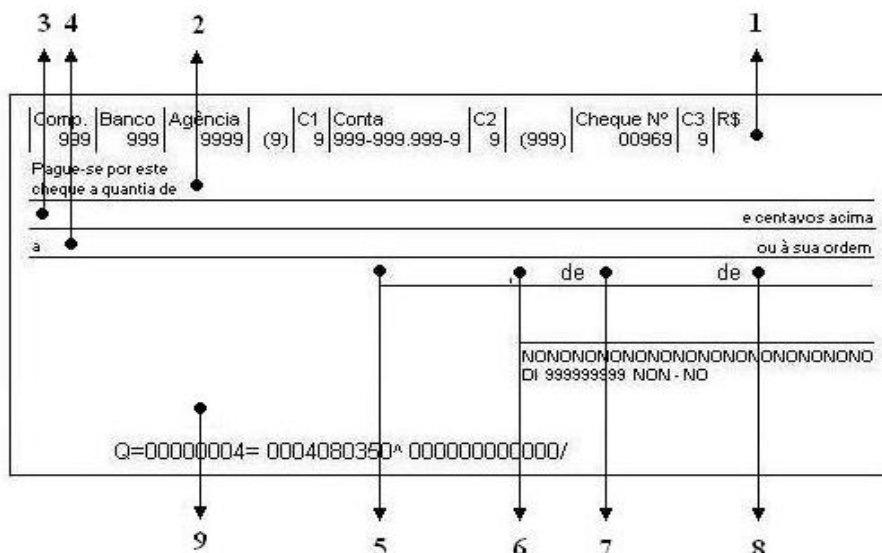 3 4 2 1
Comp. Banco Agência C1 Conta C2 Cheque Nº C3 R$
999 999 9999 (9) 9 999-999.999-9 9 (999) 00969 9
Pague-se por este
cheque a quantia de
e centavos acima
a ou à sua ordem
, de de
NONONONONONONONONONONONONONO
DI 999999999 NON - NO
Q=00000004= 0004080350^ 000000000000/
9 5 6 7 8